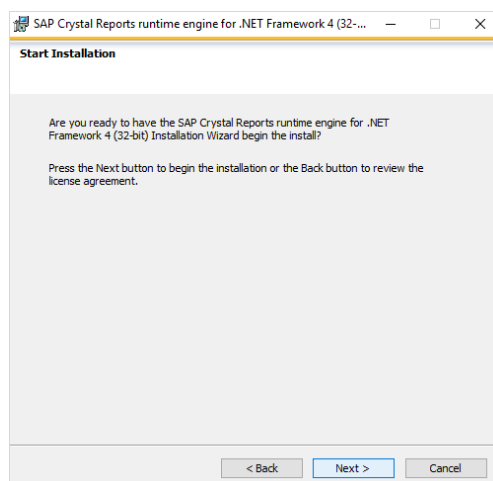 SAP Crystal Reports runtime engine for .NET Framework 4 (32-...
Start Installation
Are you ready to have the SAP Crystal Reports runtime engine for .NET
Framework 4 (32-bit) Installation Wizard begin the install?
Press the Next button to begin the installation or the Back button to review the
license agreement.
< Back Next > Cancel